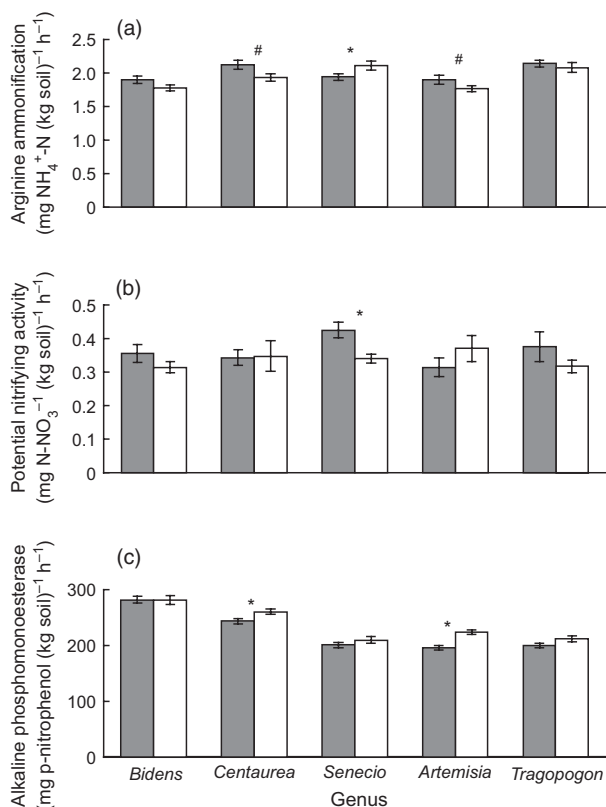 (a)
Arginine ammonification
(mg NH₄⁺-N (kg soil)⁻¹ h⁻¹)
2.5
2.0
1.5
1.0
0.5
0
# * #
(b)
Potential nitrifying activity
(mg N-NO₃⁻¹ (kg soil)⁻¹ h⁻¹)
0.5
0.4
0.3
0.2
0.1
0
*
(c)
Alkaline phosphomonoesterase
(mg p-nitrophenol (kg soil)⁻¹ h⁻¹)
300
200
100
0
* *
Bidens Centaurea Senecio Artemisia Tragopogon
Genus